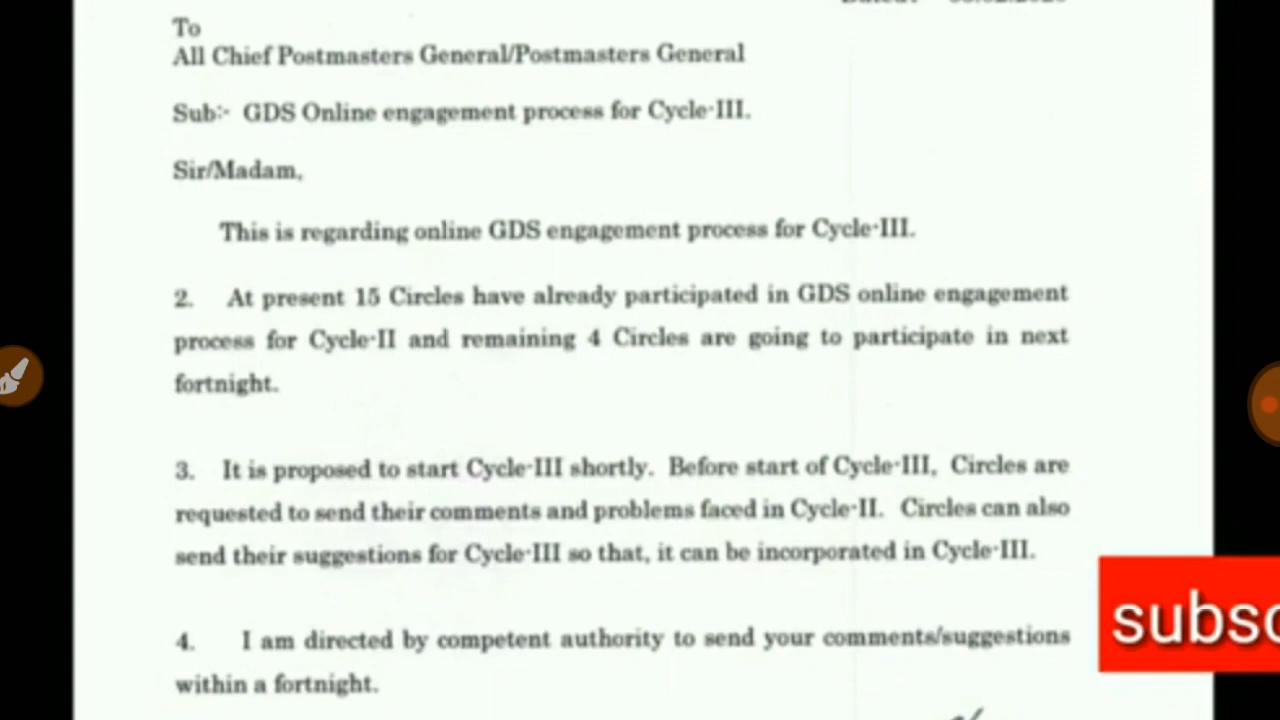 To
All Chief Postmasters General/Postmasters General
Sub:- GDS Online engagement process for Cycle-III.
Sir/Madam,
This is regarding online GDS engagement process for Cycle-III.
2. At present 15 Circles have already participated in GDS online engagement
process for Cycle-II and remaining 4 Circles are going to participate in next
fortnight.
3. It is proposed to start Cycle-III shortly. Before start of Cycle-III, Circles are
requested to send their comments and problems faced in Cycle-II. Circles can also
send their suggestions for Cycle-III so that, it can be incorporated in Cycle-III.
subsc
4. I am directed by competent authority to send your comments/suggestions
within a fortnight.